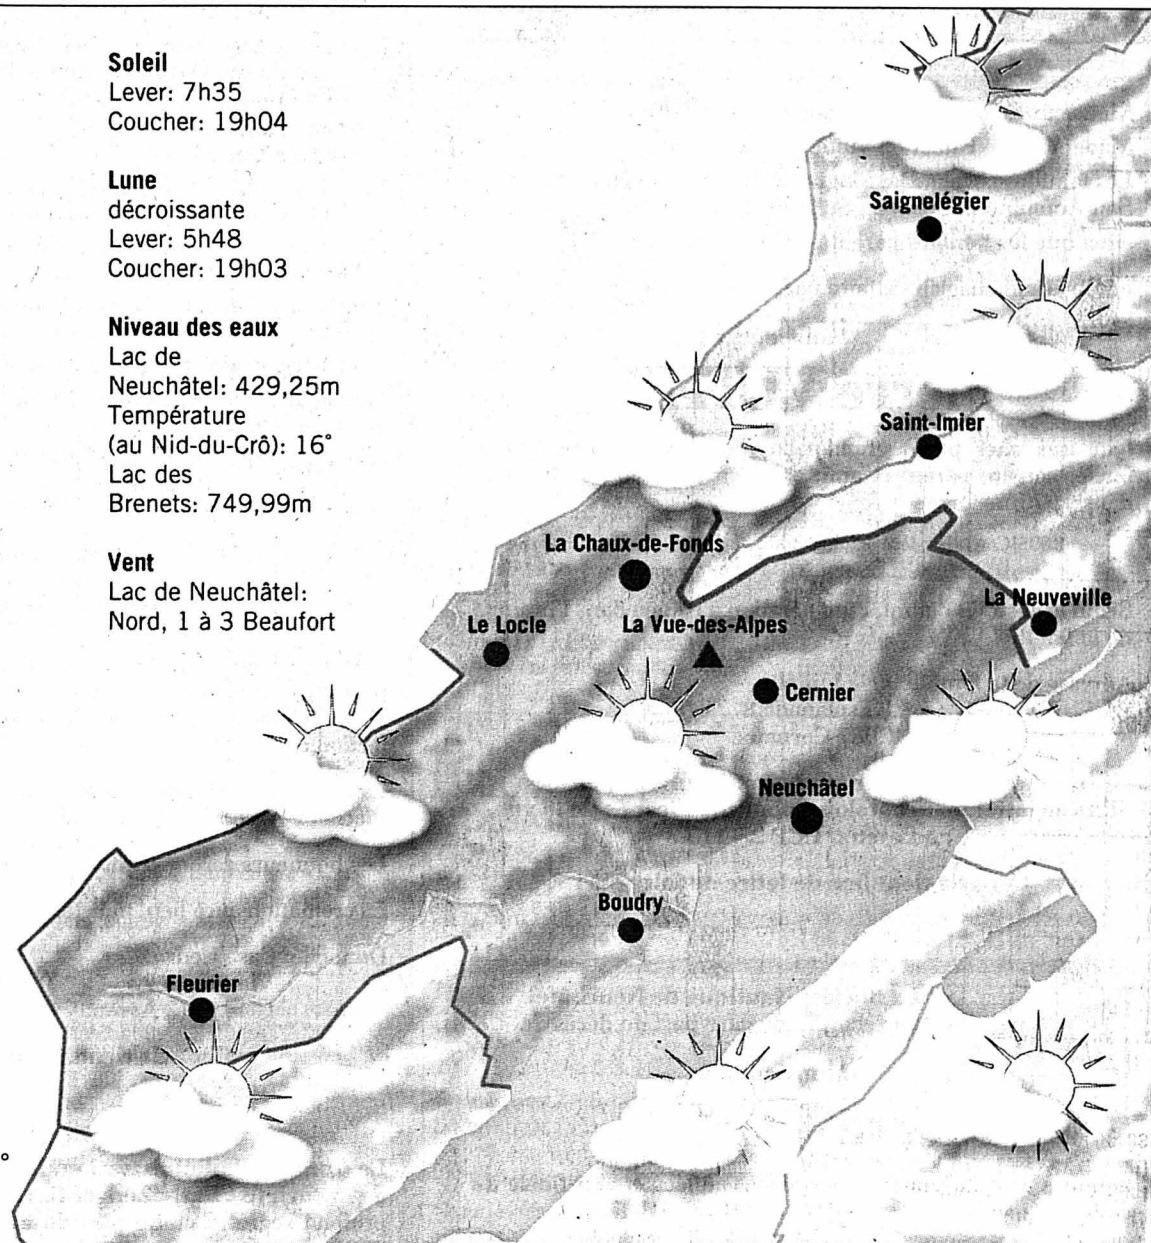 Soleil
Lever: 7h35
Coucher: 19h04
Lune
décroissante
Lever: 5h48
Coucher: 19h03
Niveau des eaux
Lac de
Neuchâtel: 429,25m
Température
(au Nid-du-Crô): 16°
Lac des
Brenets: 749,99m
Vent
Lac de Neuchâtel:
Nord, 1 à 3 Beaufort
Saignelégier
Saint-Imier
La Chaux-de-Fonds
La Neuveville
Le Locle
La Vue-des-Alpes
Cernier
Neuchâtel
Boudry
Fleurier
°